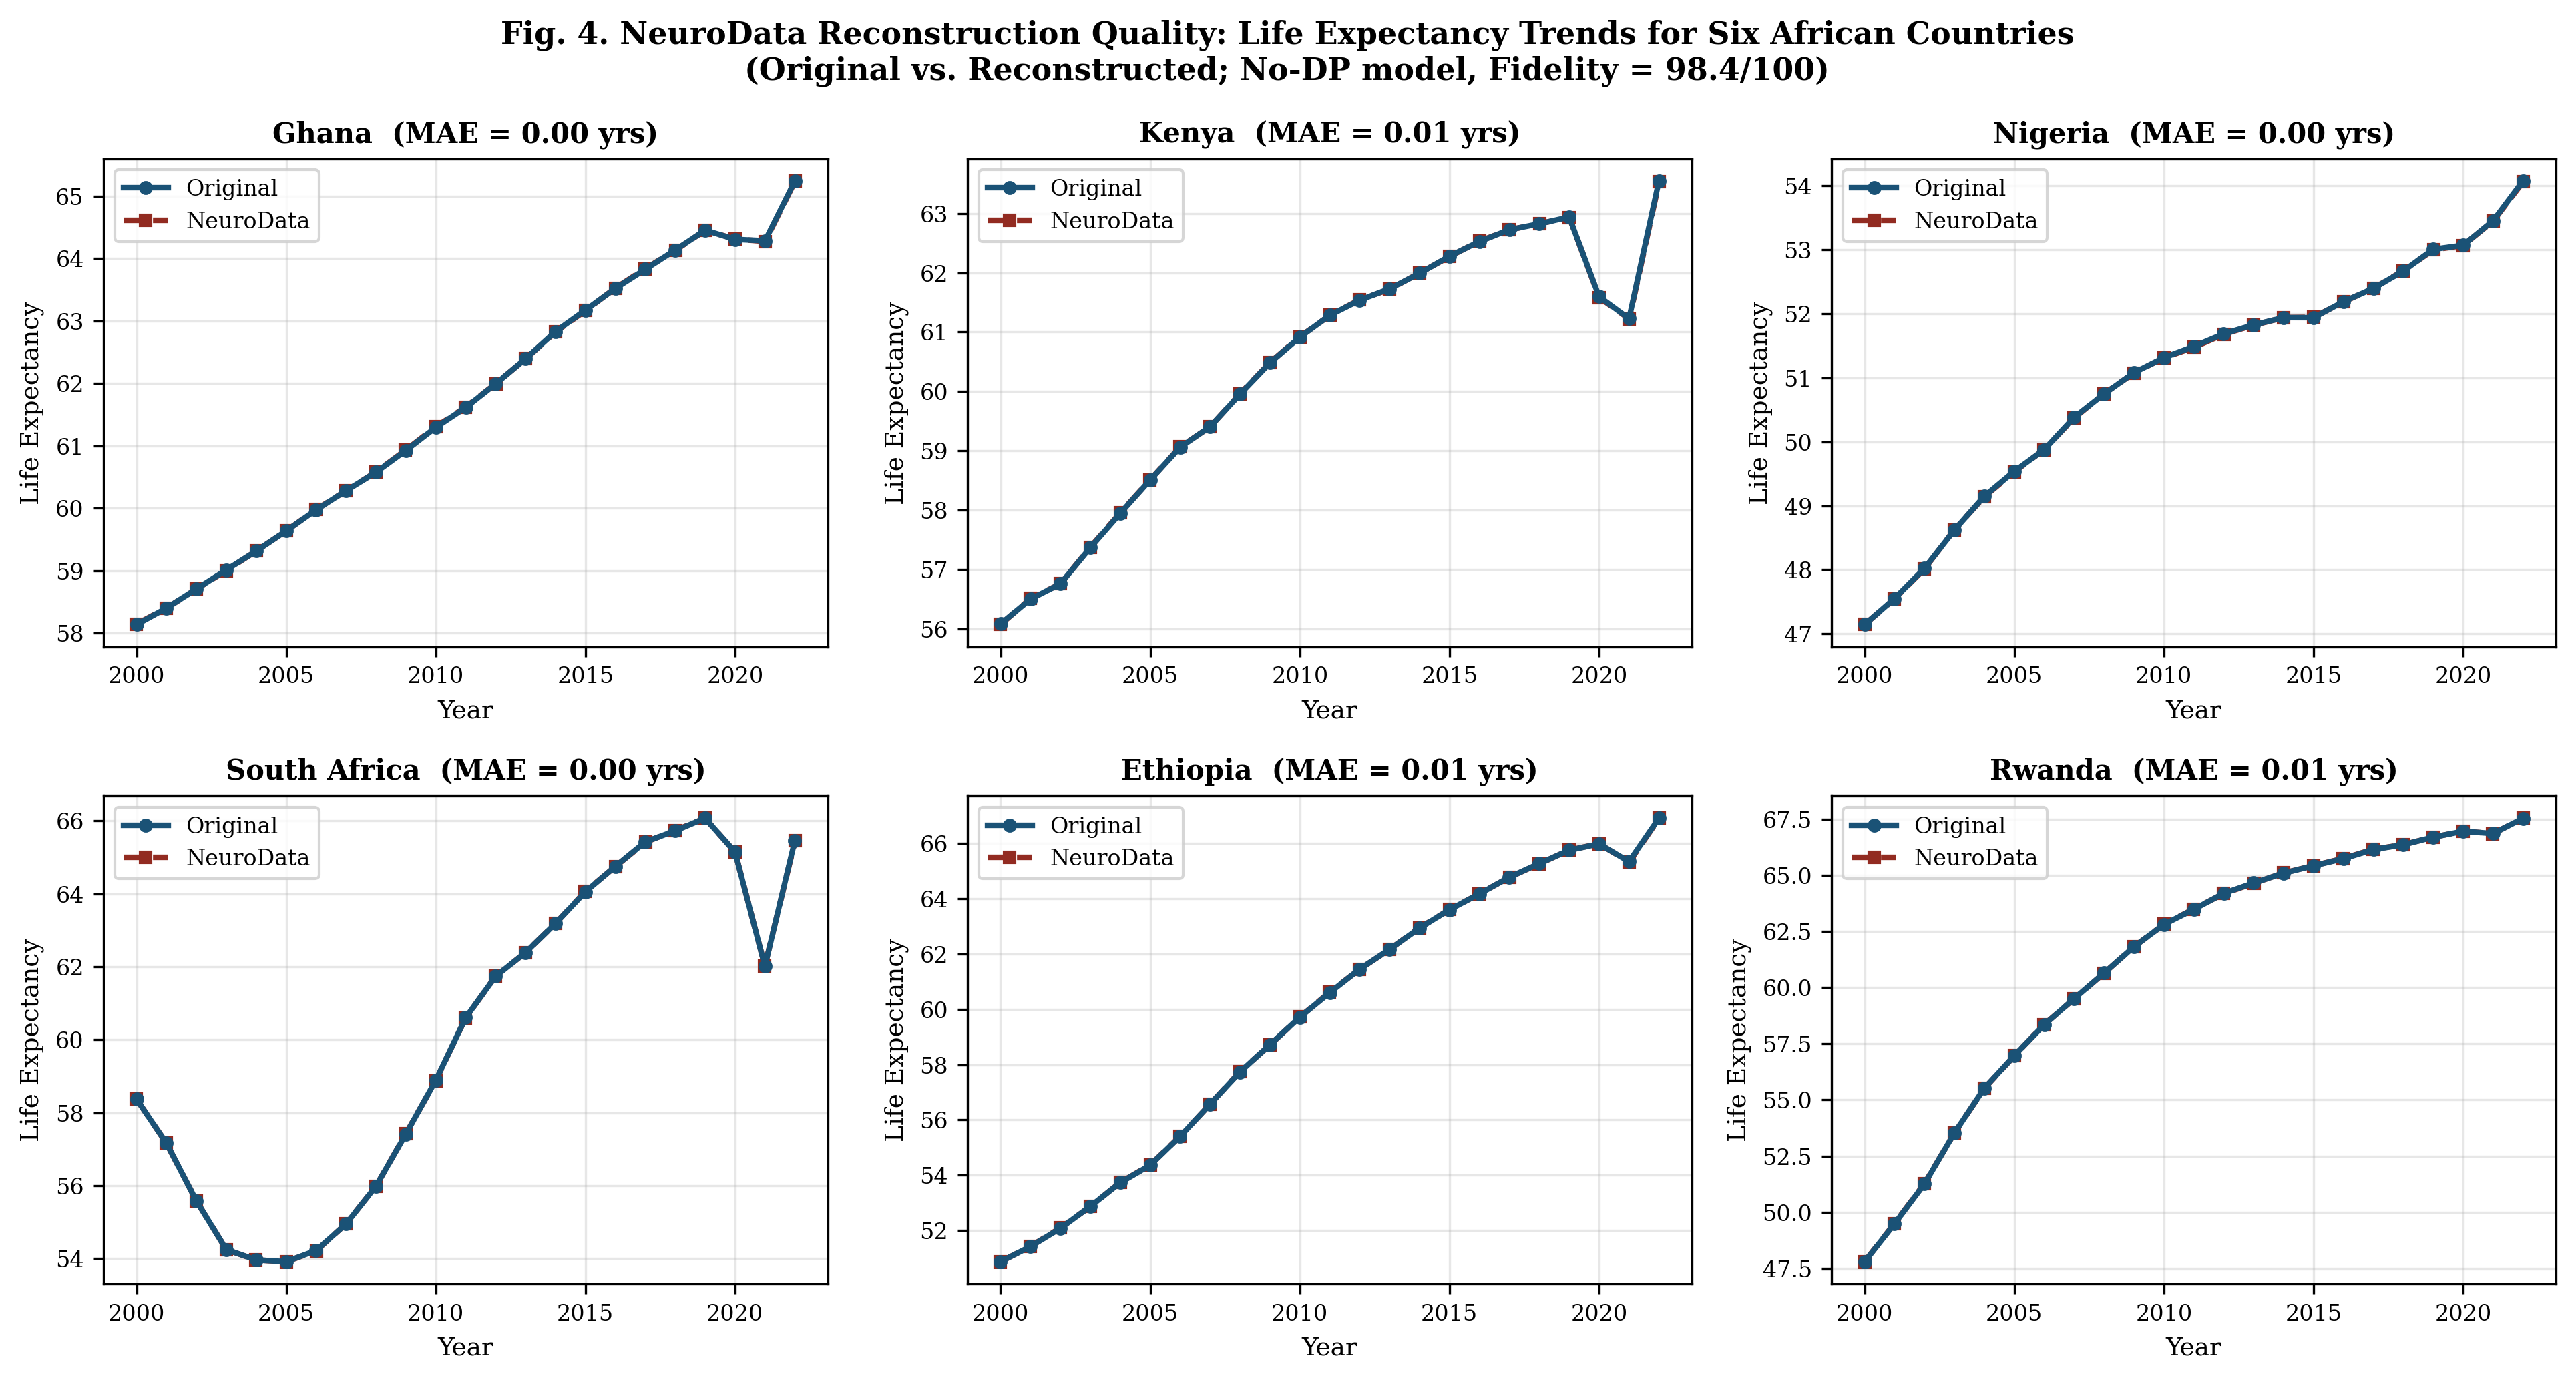 Fig. 4. NeuroData Reconstruction Quality: Life Expectancy Trends for Six African Countries
(Original vs. Reconstructed; No-DP model, Fidelity = 98.4/100)
Ghana (MAE = 0.00 yrs)
Original
NeuroData
65
64
63
62
61
60
59
58
Life Expectancy
2000 2005 2010 2015 2020
Year
Kenya (MAE = 0.01 yrs)
Original
NeuroData
63
62
61
60
59
58
57
56
Life Expectancy
2000 2005 2010 2015 2020
Year
Nigeria (MAE = 0.00 yrs)
Original
NeuroData
54
53
52
51
50
49
48
47
Life Expectancy
2000 2005 2010 2015 2020
Year
South Africa (MAE = 0.00 yrs)
Original
NeuroData
66
64
62
60
58
56
54
Life Expectancy
2000 2005 2010 2015 2020
Year
Ethiopia (MAE = 0.01 yrs)
Original
NeuroData
66
64
62
60
58
56
54
52
Life Expectancy
2000 2005 2010 2015 2020
Year
Rwanda (MAE = 0.01 yrs)
Original
NeuroData
67.5
65.0
62.5
60.0
57.5
55.0
52.5
50.0
47.5
Life Expectancy
2000 2005 2010 2015 2020
Year